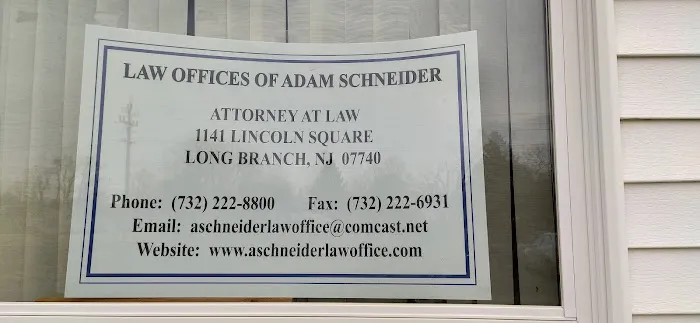 LAW OFFICES OF ADAM SCHNEIDER
ATTORNEY AT LAW
1141 LINCOLN SQUARE
LONG BRANCH, NJ 07740
Phone: (732) 222-8800 Fax: (732) 222-6931
Email: aschneiderlawoffice@comcast.net
Website: www.aschneiderlawoffice.com